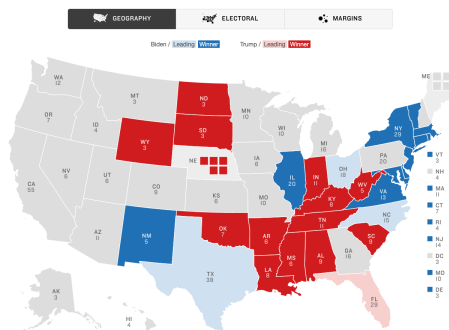 GEOGRAPHY ELECTORAL MARGINS
Biden / Leading Winner Trump / Leading Winner
WA
12
OR
7
CA
55
NV
6
ID
4
MT
3
WY
3
UT
6
AZ
11
CO
9
NM
5
ND
3
SD
3
NE
KS
6
OK
7
TX
38
MN
10
IA
6
MO
10
AR
6
LA
8
WI
10
IL
20
MI
16
IN
11
OH
18
KY
8
TN
11
MS
6
AL
9
GA
16
FL
29
SC
9
NC
15
VA
13
WV
5
PA
20
NY
29
ME
AK
3
HI
4
VT
3
NH
4
MA
11
CT
7
RI
4
NJ
14
DC
3
MD
10
DE
3